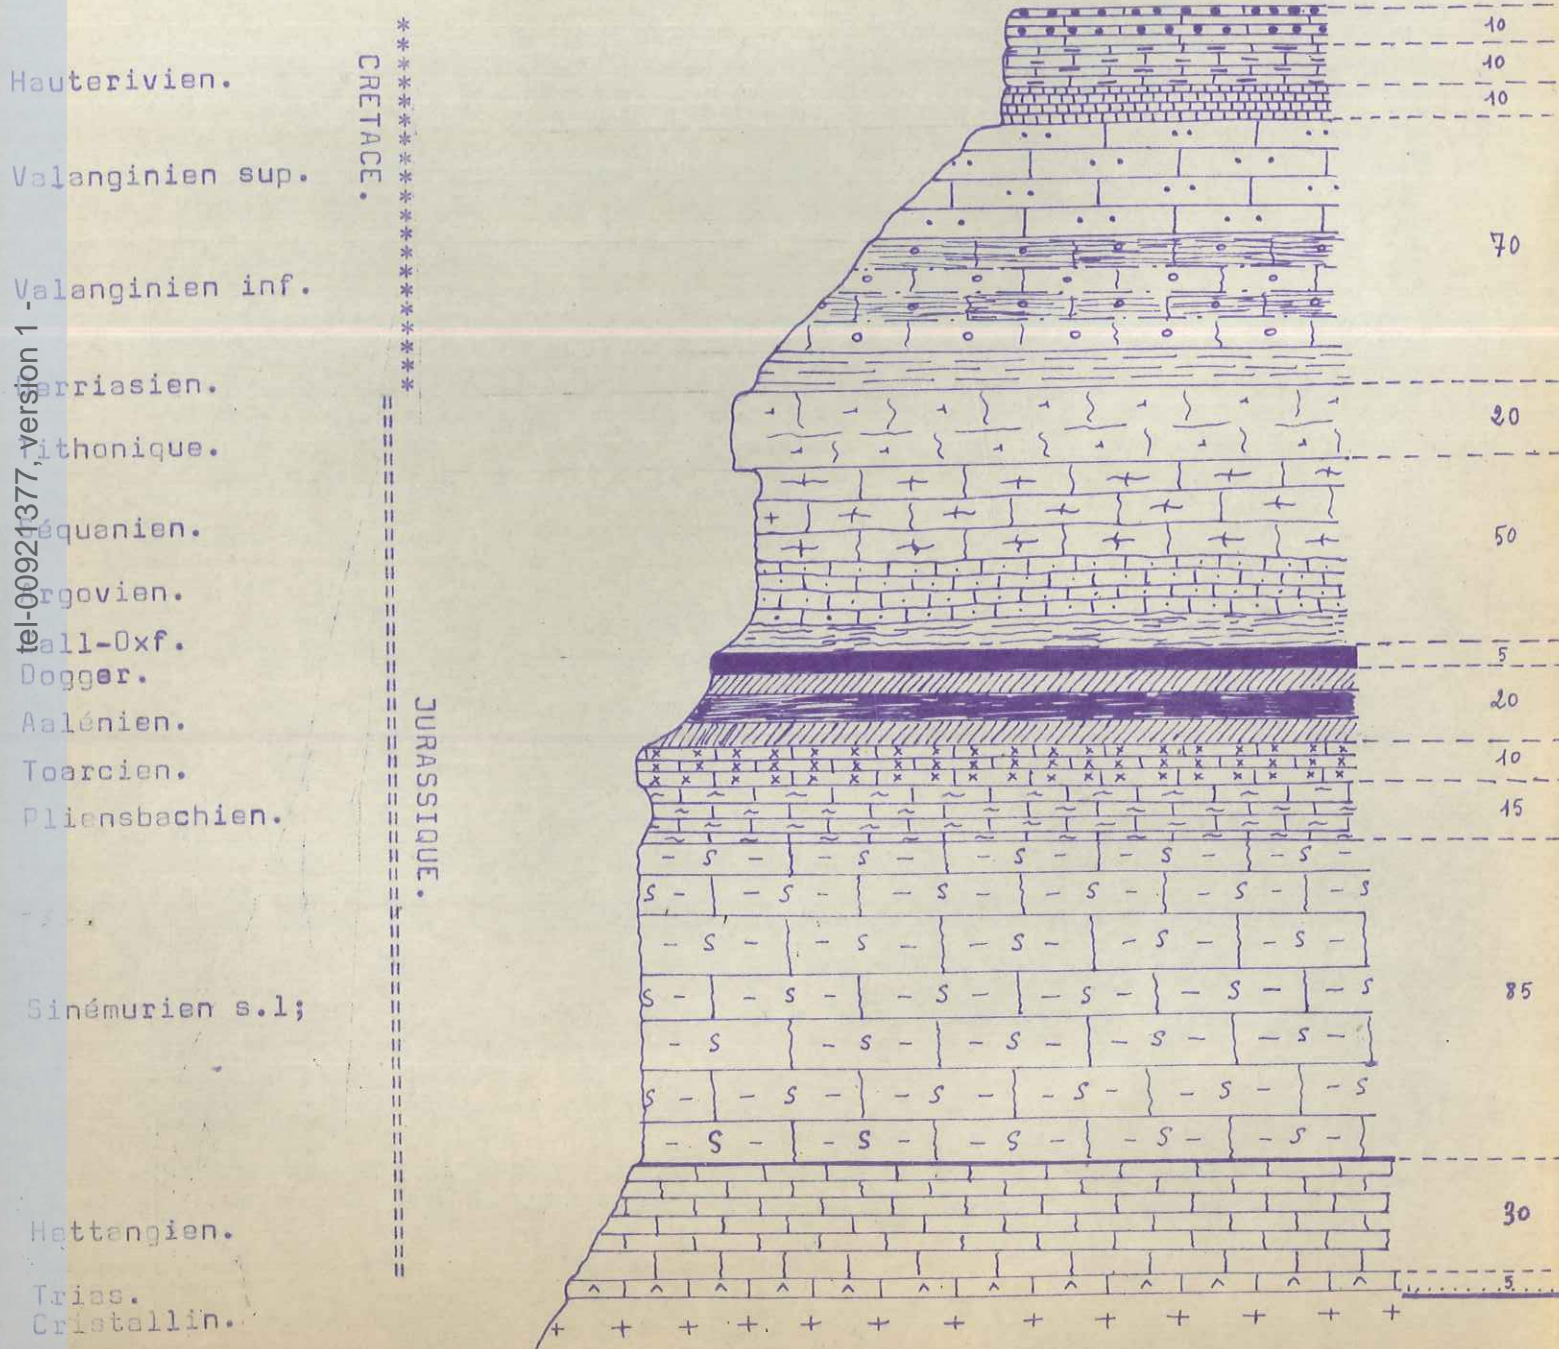 Hauterivien.
Valanginien sup.
Valanginien inf.
erriasien.
ithonique.
équanien.
rgovien.
all-Oxf.
Dogger.
Aalénien.
Toarcien.
Pliensbachien.
Sinémurien s.l;
Hettangien.
Trias.
Cristallin.
CRETACE.
JURASSIQUE.
tel-00921377, version 1 -
10
10
10
70
20
50
5
20
10
15
85
30
5